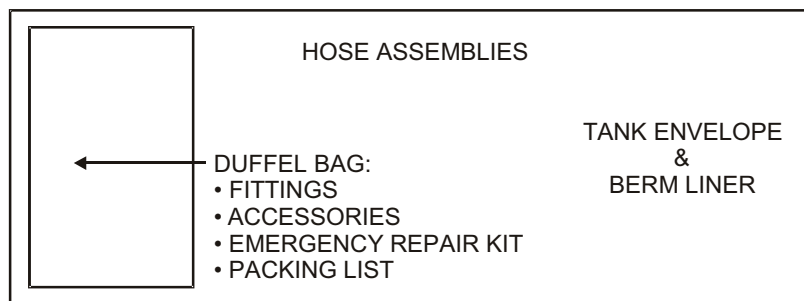 HOSE ASSEMBLIES
TANK ENVELOPE
&
BERM LINER
DUFFEL BAG:
• FITTINGS
• ACCESSORIES
• EMERGENCY REPAIR KIT
• PACKING LIST